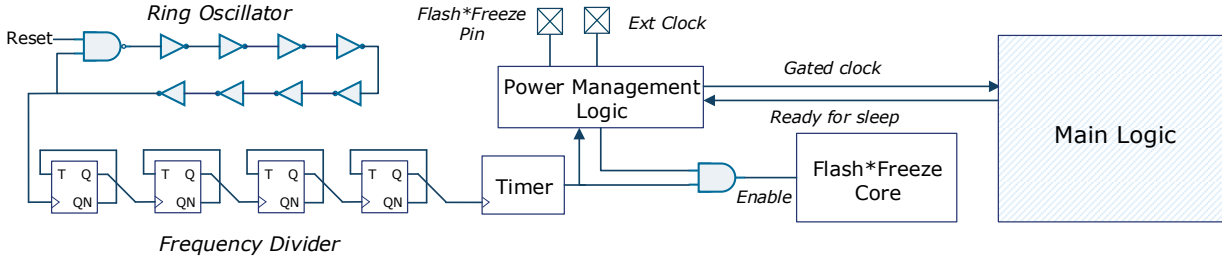 Ring Oscillator
Reset
Flash*Freeze
Pin
Ext Clock
Power Management
Logic
Gated clock
Ready for sleep
Main Logic
T Q
QN
T Q
QN
T Q
QN
T Q
QN
Timer
Enable
Flash*Freeze
Core
Frequency Divider